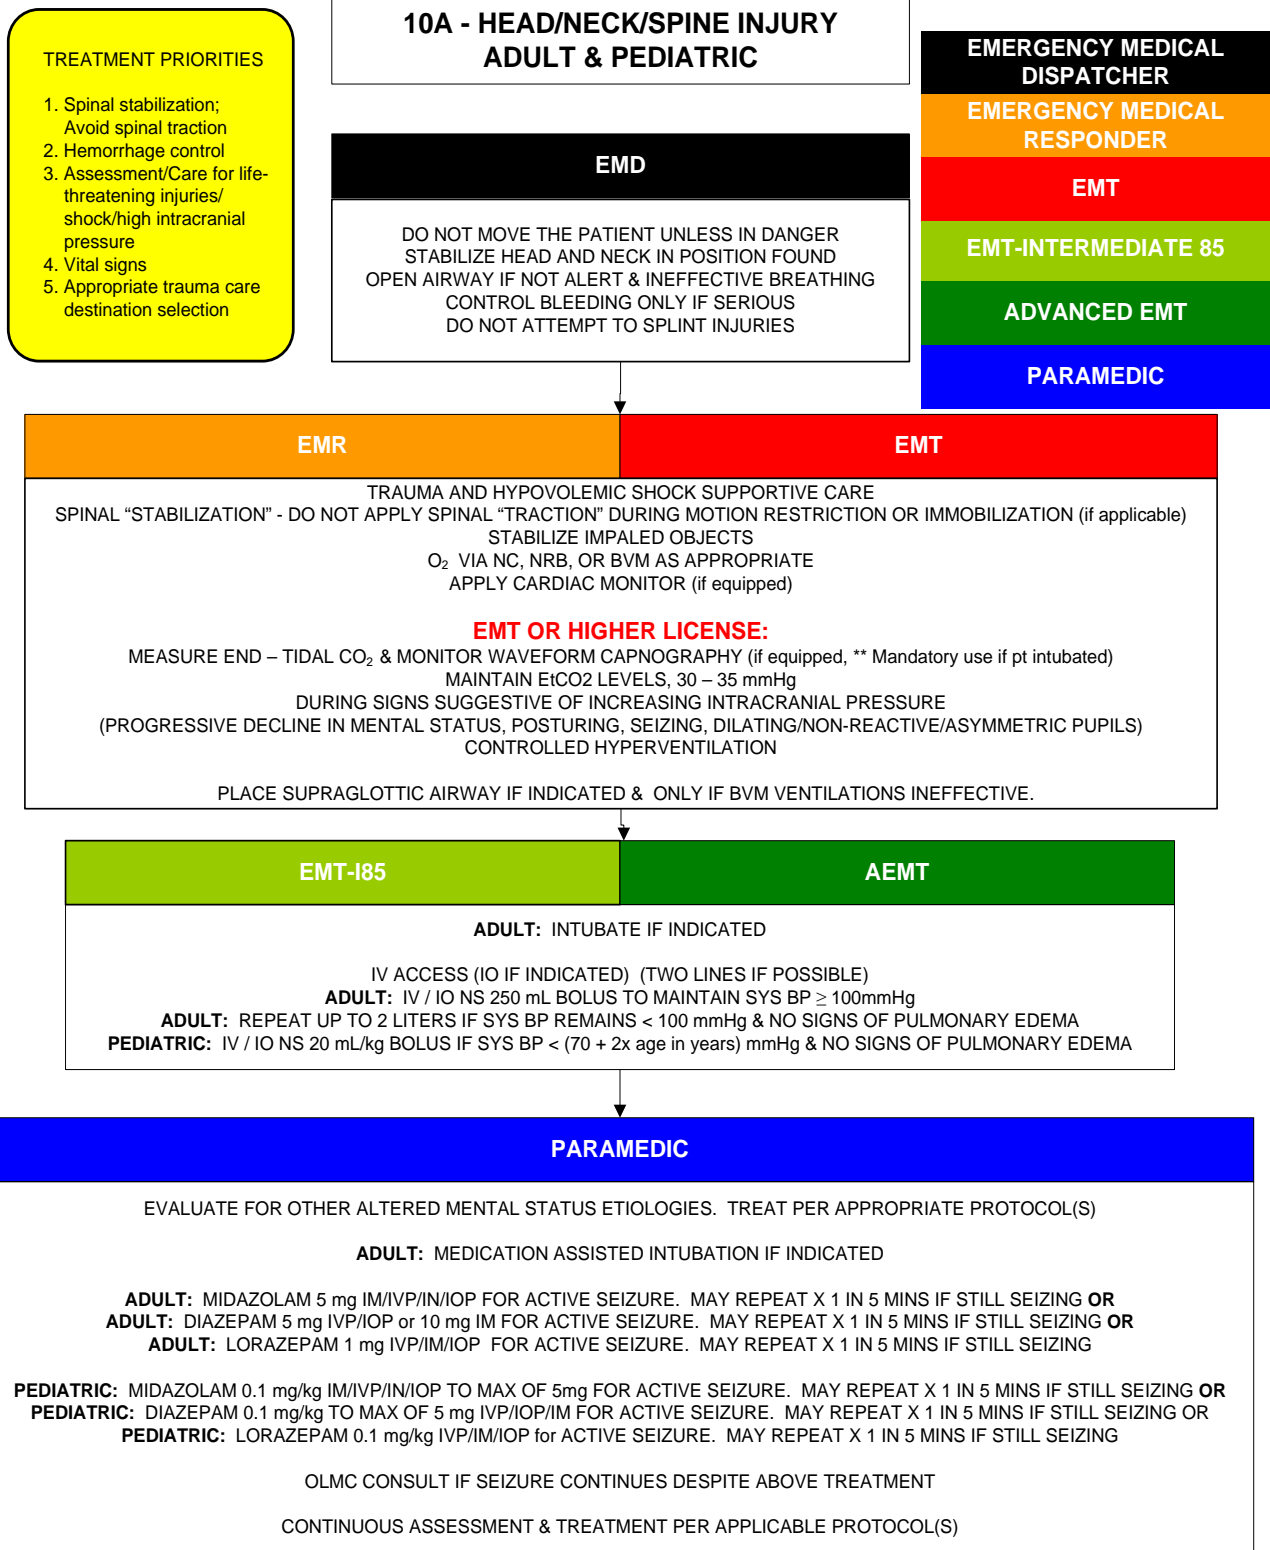 10A - HEAD/NECK/SPINE INJURY
ADULT & PEDIATRIC
TREATMENT PRIORITIES
1. Spinal stabilization;
Avoid spinal traction
2. Hemorrhage control
3. Assessment/Care for life-
threatening injuries/
shock/high intracranial
pressure
4. Vital signs
5. Appropriate trauma care
destination selection
EMERGENCY MEDICAL
DISPATCHER
EMERGENCY MEDICAL
RESPONDER
EMT
EMT-INTERMEDIATE 85
ADVANCED EMT
PARAMEDIC
EMD
DO NOT MOVE THE PATIENT UNLESS IN DANGER
STABILIZE HEAD AND NECK IN POSITION FOUND
OPEN AIRWAY IF NOT ALERT & INEFFECTIVE BREATHING
CONTROL BLEEDING ONLY IF SERIOUS
DO NOT ATTEMPT TO SPLINT INJURIES
EMR
EMT
TRAUMA AND HYPOVOLEMIC SHOCK SUPPORTIVE CARE
SPINAL “STABILIZATION” - DO NOT APPLY SPINAL “TRACTION” DURING MOTION RESTRICTION OR IMMOBILIZATION (if applicable)
STABILIZE IMPALED OBJECTS
O₂ VIA NC, NRB, OR BVM AS APPROPRIATE
APPLY CARDIAC MONITOR (if equipped)
EMT OR HIGHER LICENSE:
MEASURE END – TIDAL CO₂ & MONITOR WAVEFORM CAPNOGRAPHY (if equipped, ** Mandatory use if pt intubated)
MAINTAIN EtCO2 LEVELS, 30 – 35 mmHg
DURING SIGNS SUGGESTIVE OF INCREASING INTRACRANIAL PRESSURE
(PROGRESSIVE DECLINE IN MENTAL STATUS, POSTURING, SEIZING, DILATING/NON-REACTIVE/ASYMMETRIC PUPILS)
CONTROLLED HYPERVENTILATION
PLACE SUPRAGLOTTIC AIRWAY IF INDICATED & ONLY IF BVM VENTILATIONS INEFFECTIVE.
EMT-I85
AEMT
ADULT: INTUBATE IF INDICATED
IV ACCESS (IO IF INDICATED) (TWO LINES IF POSSIBLE)
ADULT: IV / IO NS 250 mL BOLUS TO MAINTAIN SYS BP ≥ 100mmHg
ADULT: REPEAT UP TO 2 LITERS IF SYS BP REMAINS < 100 mmHg & NO SIGNS OF PULMONARY EDEMA
PEDIATRIC: IV / IO NS 20 mL/kg BOLUS IF SYS BP < (70 + 2x age in years) mmHg & NO SIGNS OF PULMONARY EDEMA
PARAMEDIC
EVALUATE FOR OTHER ALTERED MENTAL STATUS ETIOLOGIES. TREAT PER APPROPRIATE PROTOCOL(S)
ADULT: MEDICATION ASSISTED INTUBATION IF INDICATED
ADULT: MIDAZOLAM 5 mg IM/IVP/IN/IOP FOR ACTIVE SEIZURE. MAY REPEAT X 1 IN 5 MINS IF STILL SEIZING OR
ADULT: DIAZEPAM 5 mg IVP/IOP or 10 mg IM FOR ACTIVE SEIZURE. MAY REPEAT X 1 IN 5 MINS IF STILL SEIZING OR
ADULT: LORAZEPAM 1 mg IVP/IM/IOP FOR ACTIVE SEIZURE. MAY REPEAT X 1 IN 5 MINS IF STILL SEIZING
PEDIATRIC: MIDAZOLAM 0.1 mg/kg IM/IVP/IN/IOP TO MAX OF 5mg FOR ACTIVE SEIZURE. MAY REPEAT X 1 IN 5 MINS IF STILL SEIZING OR
PEDIATRIC: DIAZEPAM 0.1 mg/kg TO MAX OF 5 mg IVP/IOP/IM FOR ACTIVE SEIZURE. MAY REPEAT X 1 IN 5 MINS IF STILL SEIZING OR
PEDIATRIC: LORAZEPAM 0.1 mg/kg IVP/IM/IOP for ACTIVE SEIZURE. MAY REPEAT X 1 IN 5 MINS IF STILL SEIZING
OLMC CONSULT IF SEIZURE CONTINUES DESPITE ABOVE TREATMENT
CONTINUOUS ASSESSMENT & TREATMENT PER APPLICABLE PROTOCOL(S)